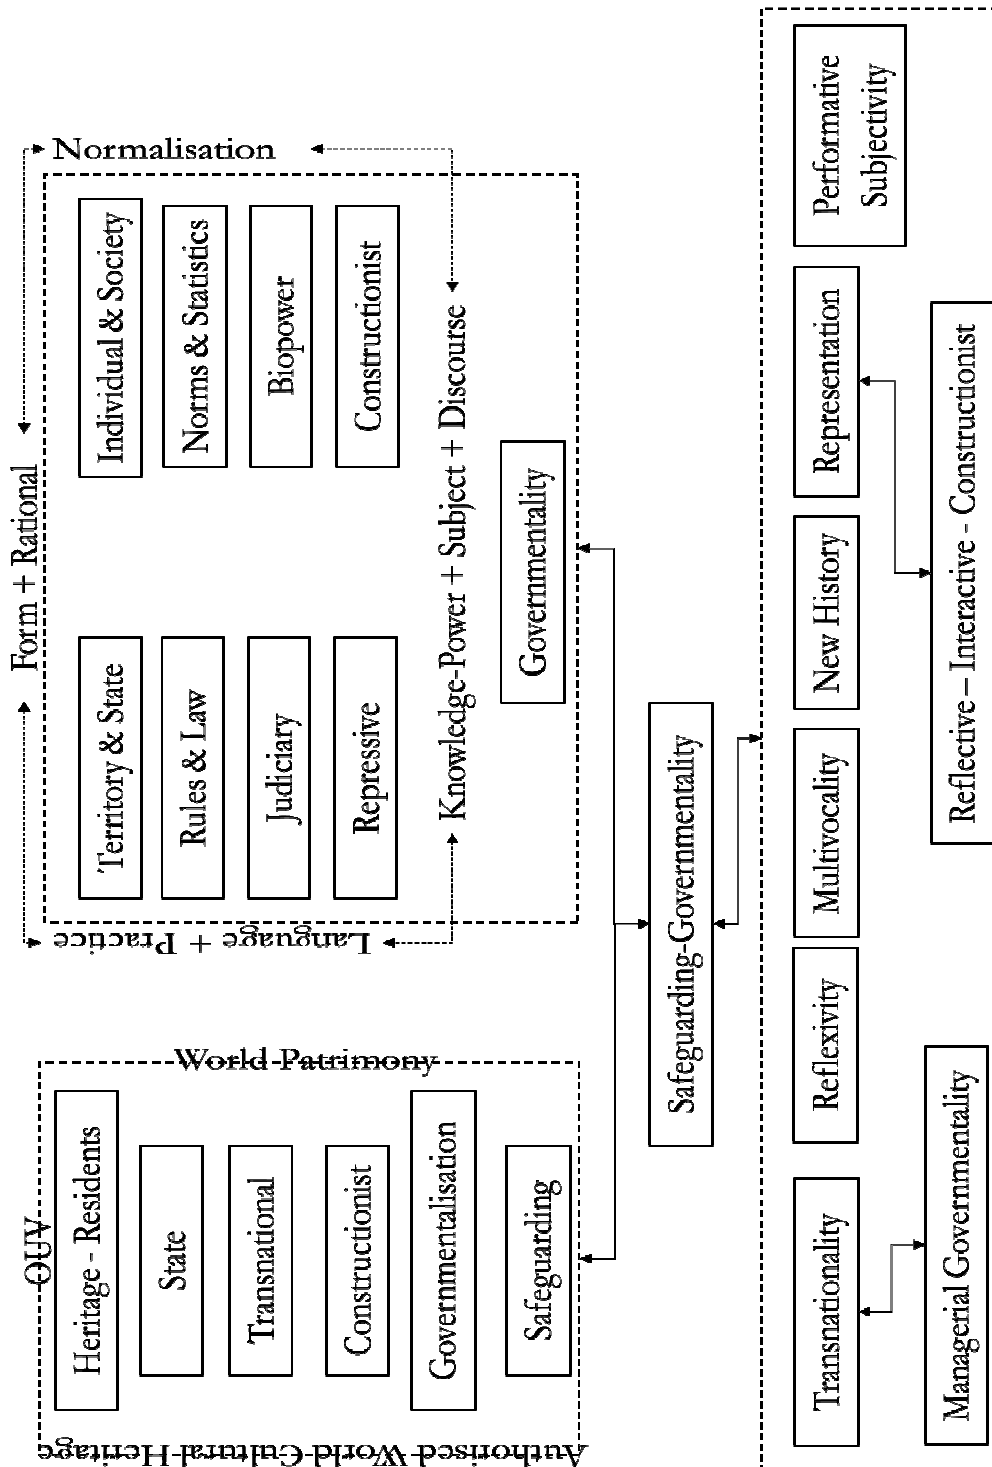 OUV
Heritage - Residents
State
Transnational
Constructionist
Governmentalisation
Safeguarding
Authorised World Cultural Heritage
World Patrimony
Form + Rational
Language + Practice
Normalisation
Territory & State
Individual & Society
Rules & Law
Norms & Statistics
Judiciary
Biopower
Repressive
Constructionist
Knowledge-Power + Subject + Discourse
Governmentality
Safeguarding-Governmentality
Transnationality
Reflexivity
Multivocality
New History
Representation
Performative
Subjectivity
Managerial Governmentality
Reflective – Interactive - Constructionist